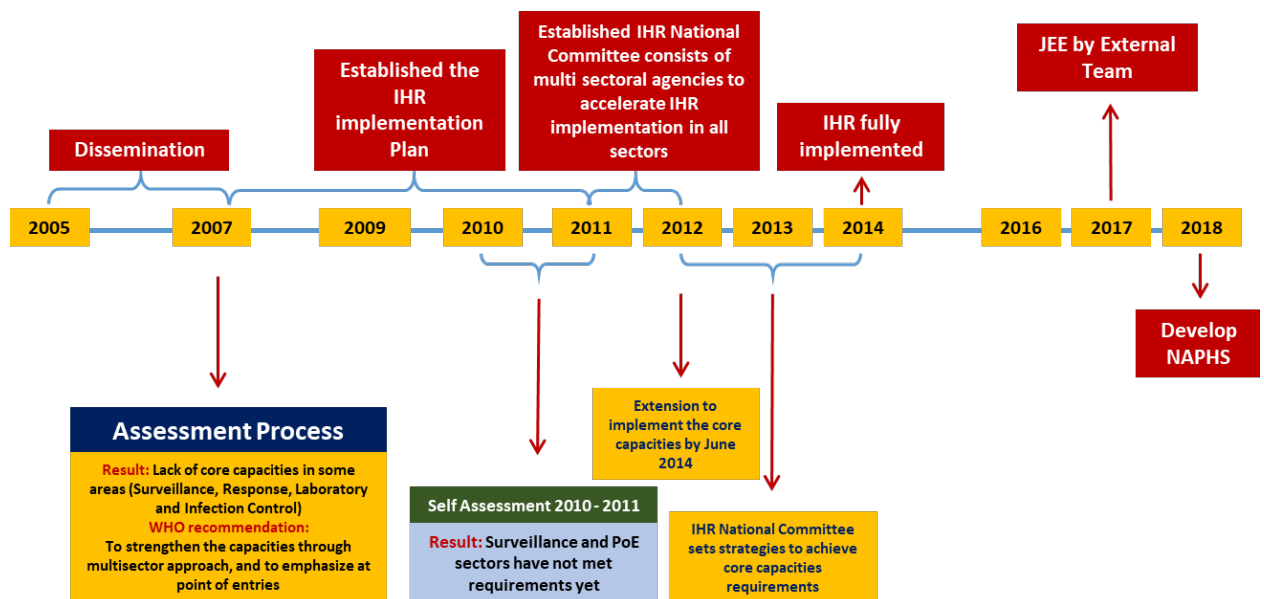 Dissemination
Established the
IHR
implementation
Plan
Established IHR National
Committee consists of
multi sectoral agencies to
accelerate IHR
implementation in all
sectors
IHR fully
implemented
JEE by External
Team
2005
2007
2009
2010
2011
2012
2013
2014
2016
2017
2018
Develop
NAPHS
Assessment Process
Result: Lack of core capacities in some
areas (Surveillance, Response, Laboratory
and Infection Control)
WHO recommendation:
To strengthen the capacities through
multisector approach, and to emphasize at
point of entries
Self Assessment 2010 - 2011
Result: Surveillance and PoE
sectors have not met
requirements yet
Extension to
implement the core
capacities by June
2014
IHR National Committee
sets strategies to achieve
core capacities
requirements